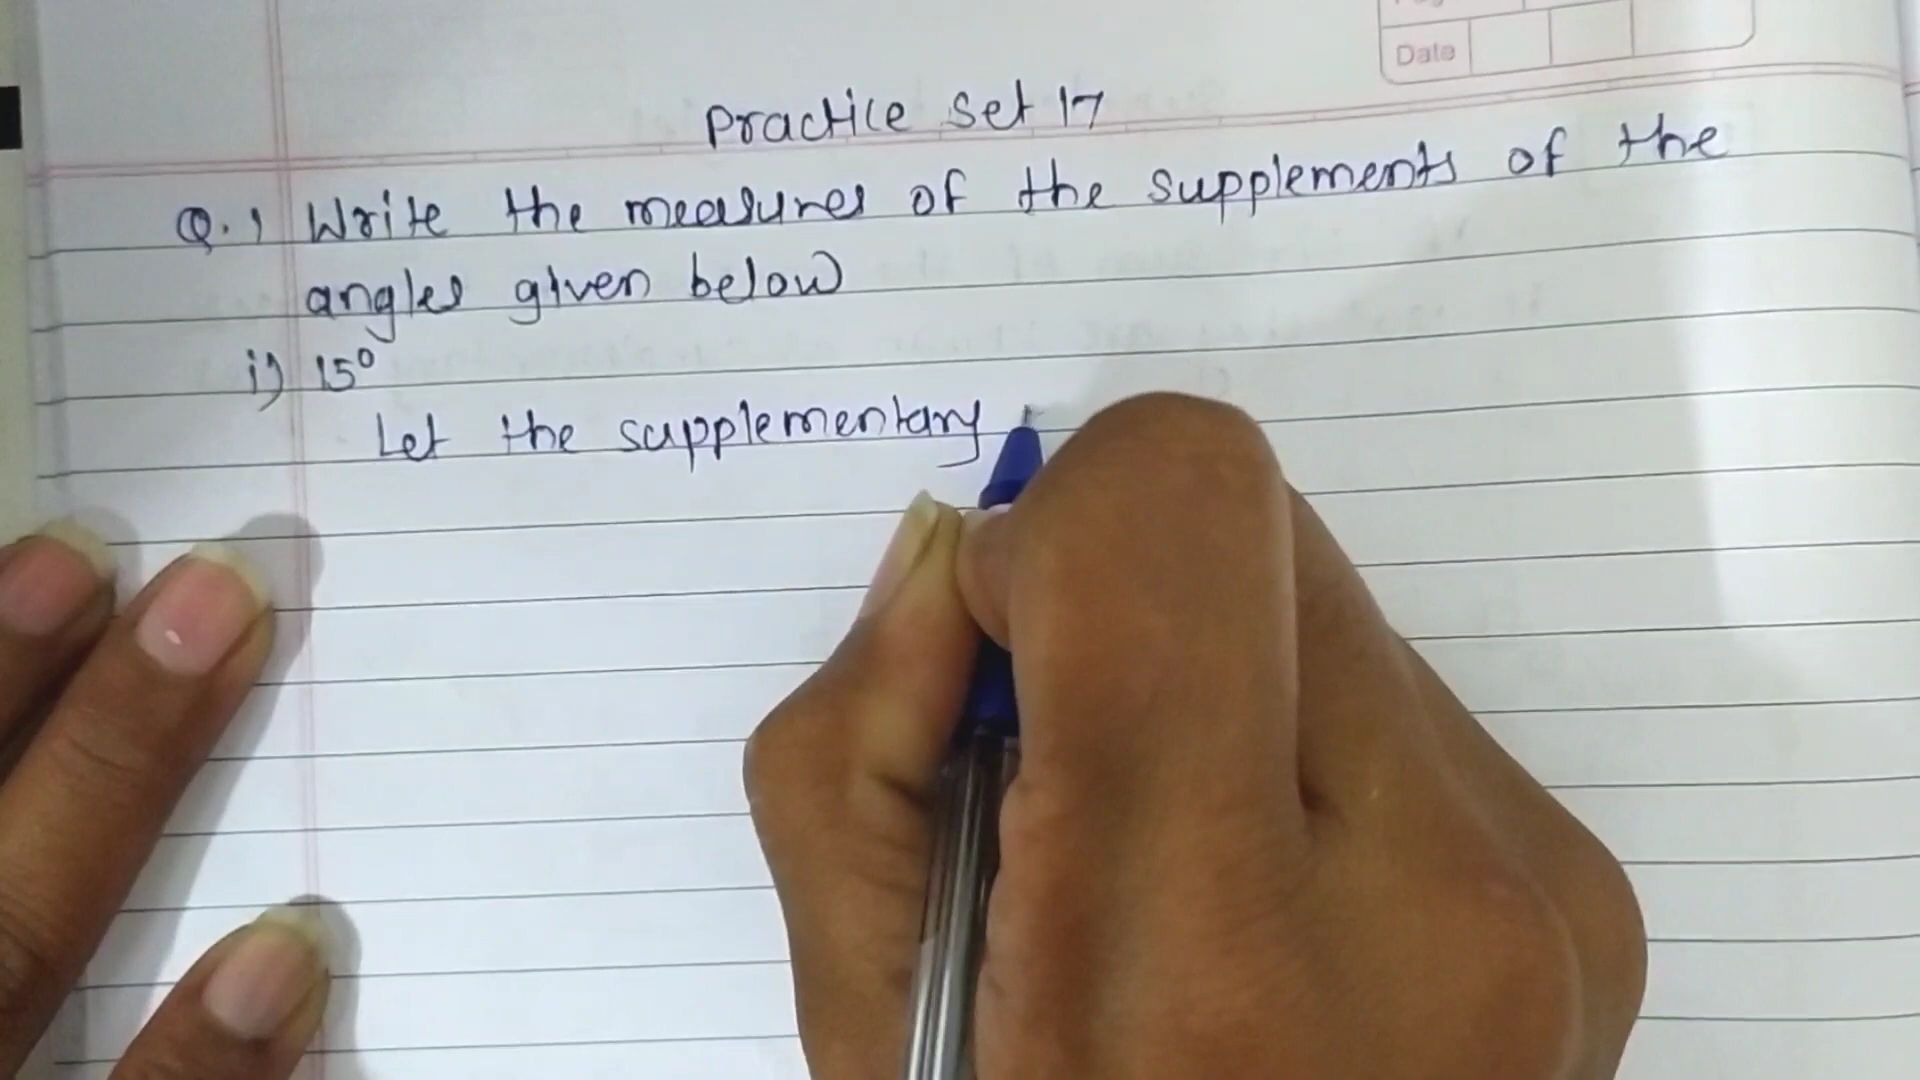 Date
Practice Set 17
Q.1 Write the measures of the supplements of the
angles given below
i) 15°
Let the supplementary